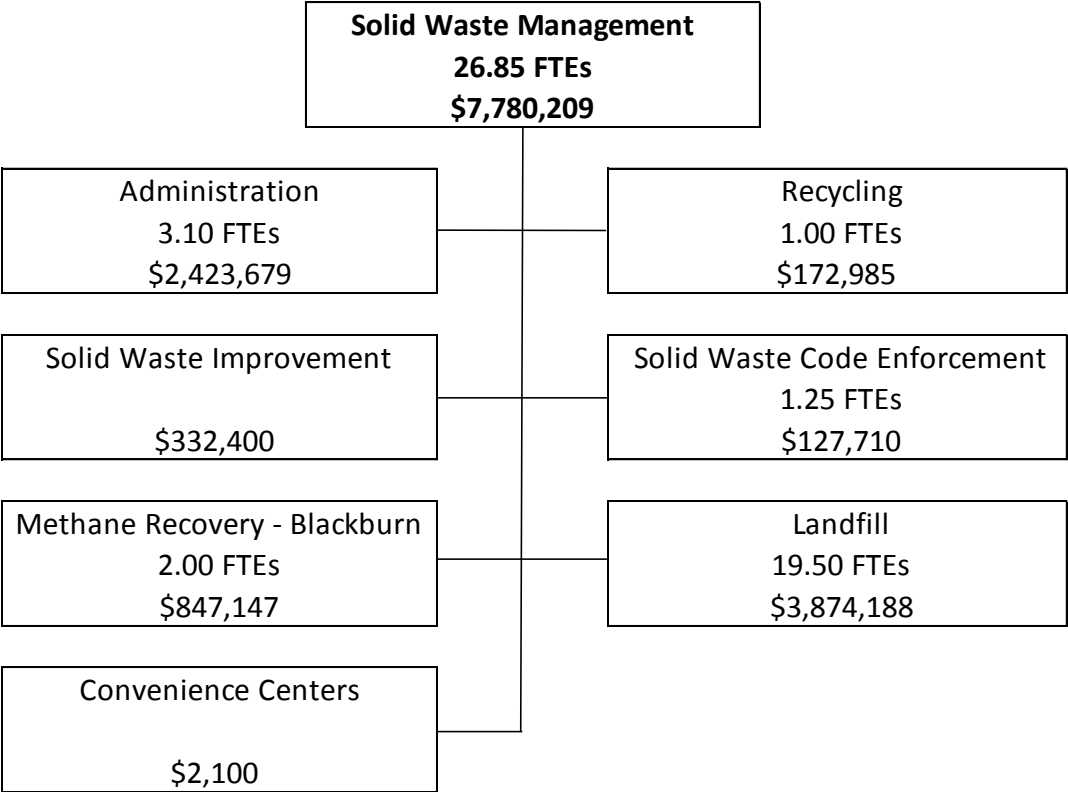 Solid Waste Management
26.85 FTEs
$7,780,209
Administration
3.10 FTEs
$2,423,679
Recycling
1.00 FTEs
$172,985
Solid Waste Improvement
$332,400
Solid Waste Code Enforcement
1.25 FTEs
$127,710
Methane Recovery - Blackburn
2.00 FTEs
$847,147
Landfill
19.50 FTEs
$3,874,188
Convenience Centers
$2,100